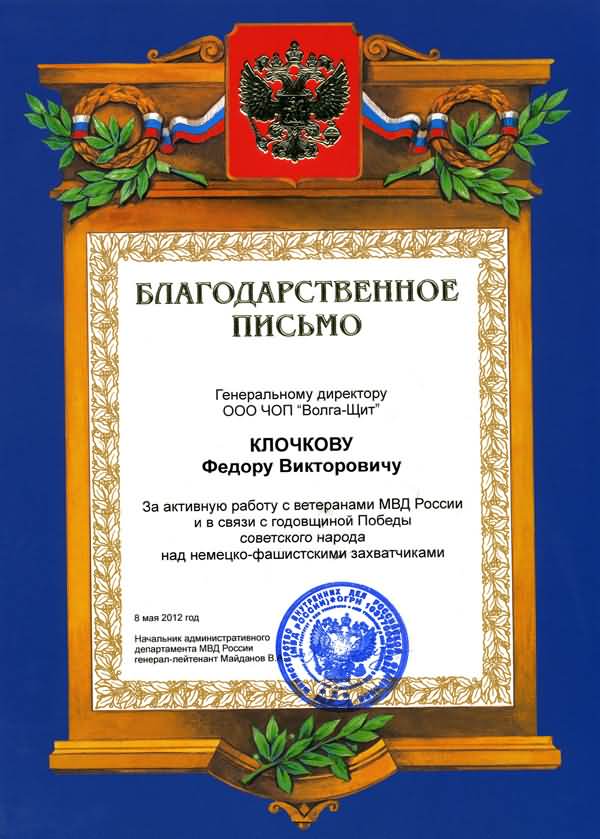 БЛАГОДАРСТВЕННОЕ
ПИСЬМО
Генеральному директору
ООО ЧОП “Волга-Щит”
КЛОЧКОВУ
Федору Викторовичу
За активную работу с ветеранами МВД России
и в связи с годовщиной Победы
советского народа
над немецко-фашистскими захватчиками
8 мая 2012 год
Начальник административного
департамента МВД России
генерал-лейтенант Майданов В.